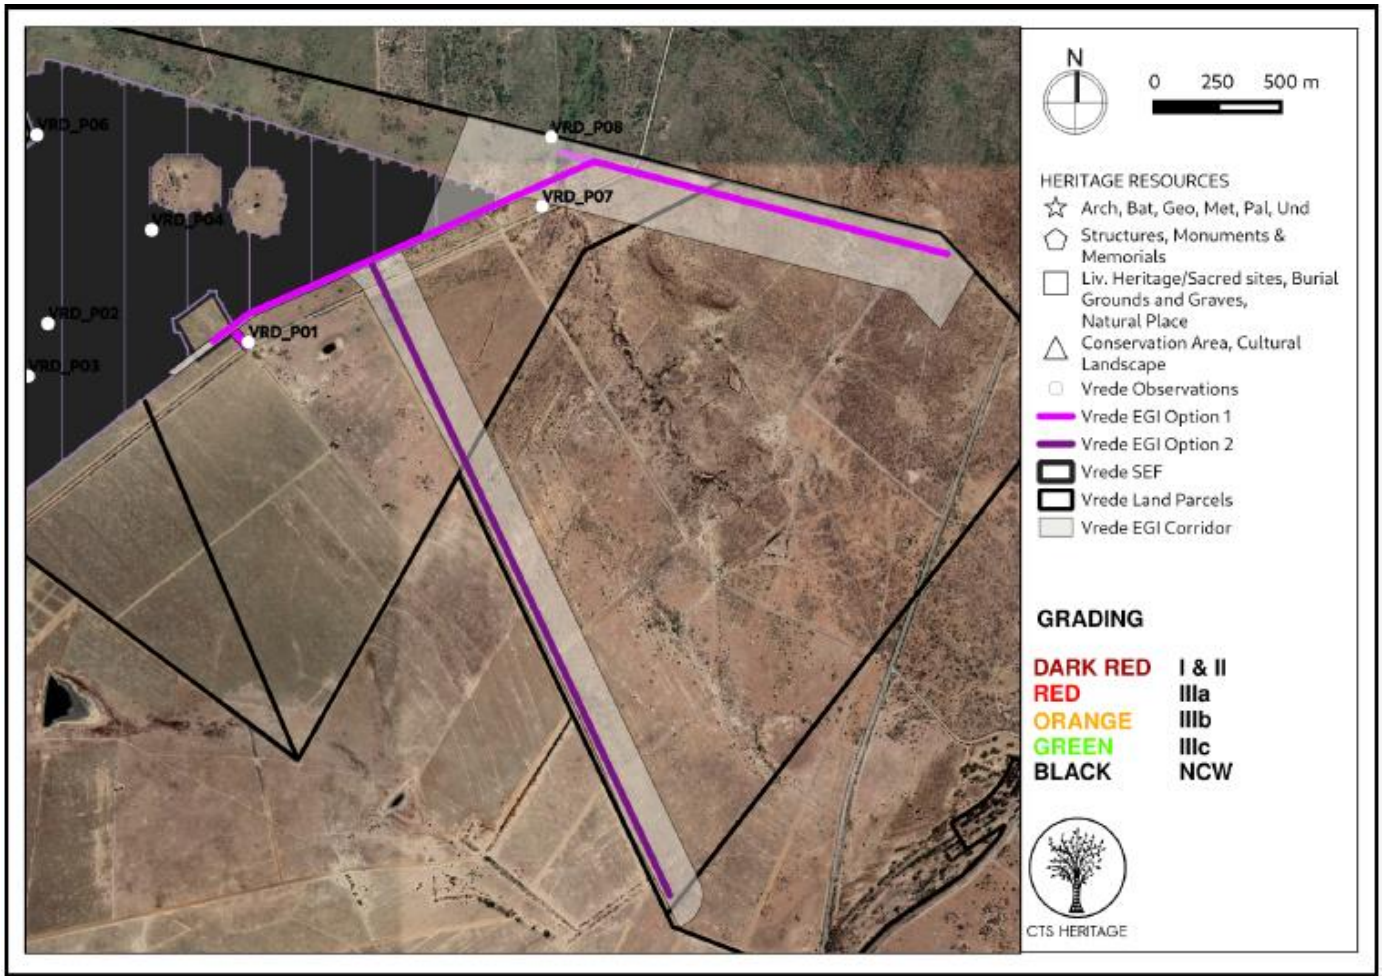 VRD_P06
VRD_P08
VRD_P07
VRD_P04
VRD_P02
VRD_P01
VRD_P03
N
0 250 500 m
HERITAGE RESOURCES
Arch, Bat, Geo, Met, Pal, Und
Structures, Monuments &
Memorials
Liv. Heritage/Sacred sites, Burial
Grounds and Graves,
Natural Place
Conservation Area, Cultural
Landscape
Vrede Observations
Vrede EGI Option 1
Vrede EGI Option 2
Vrede SEF
Vrede Land Parcels
Vrede EGI Corridor
GRADING
DARK RED I & II
RED IIIa
ORANGE IIIb
GREEN IIIc
BLACK NCW
CTS HERITAGE